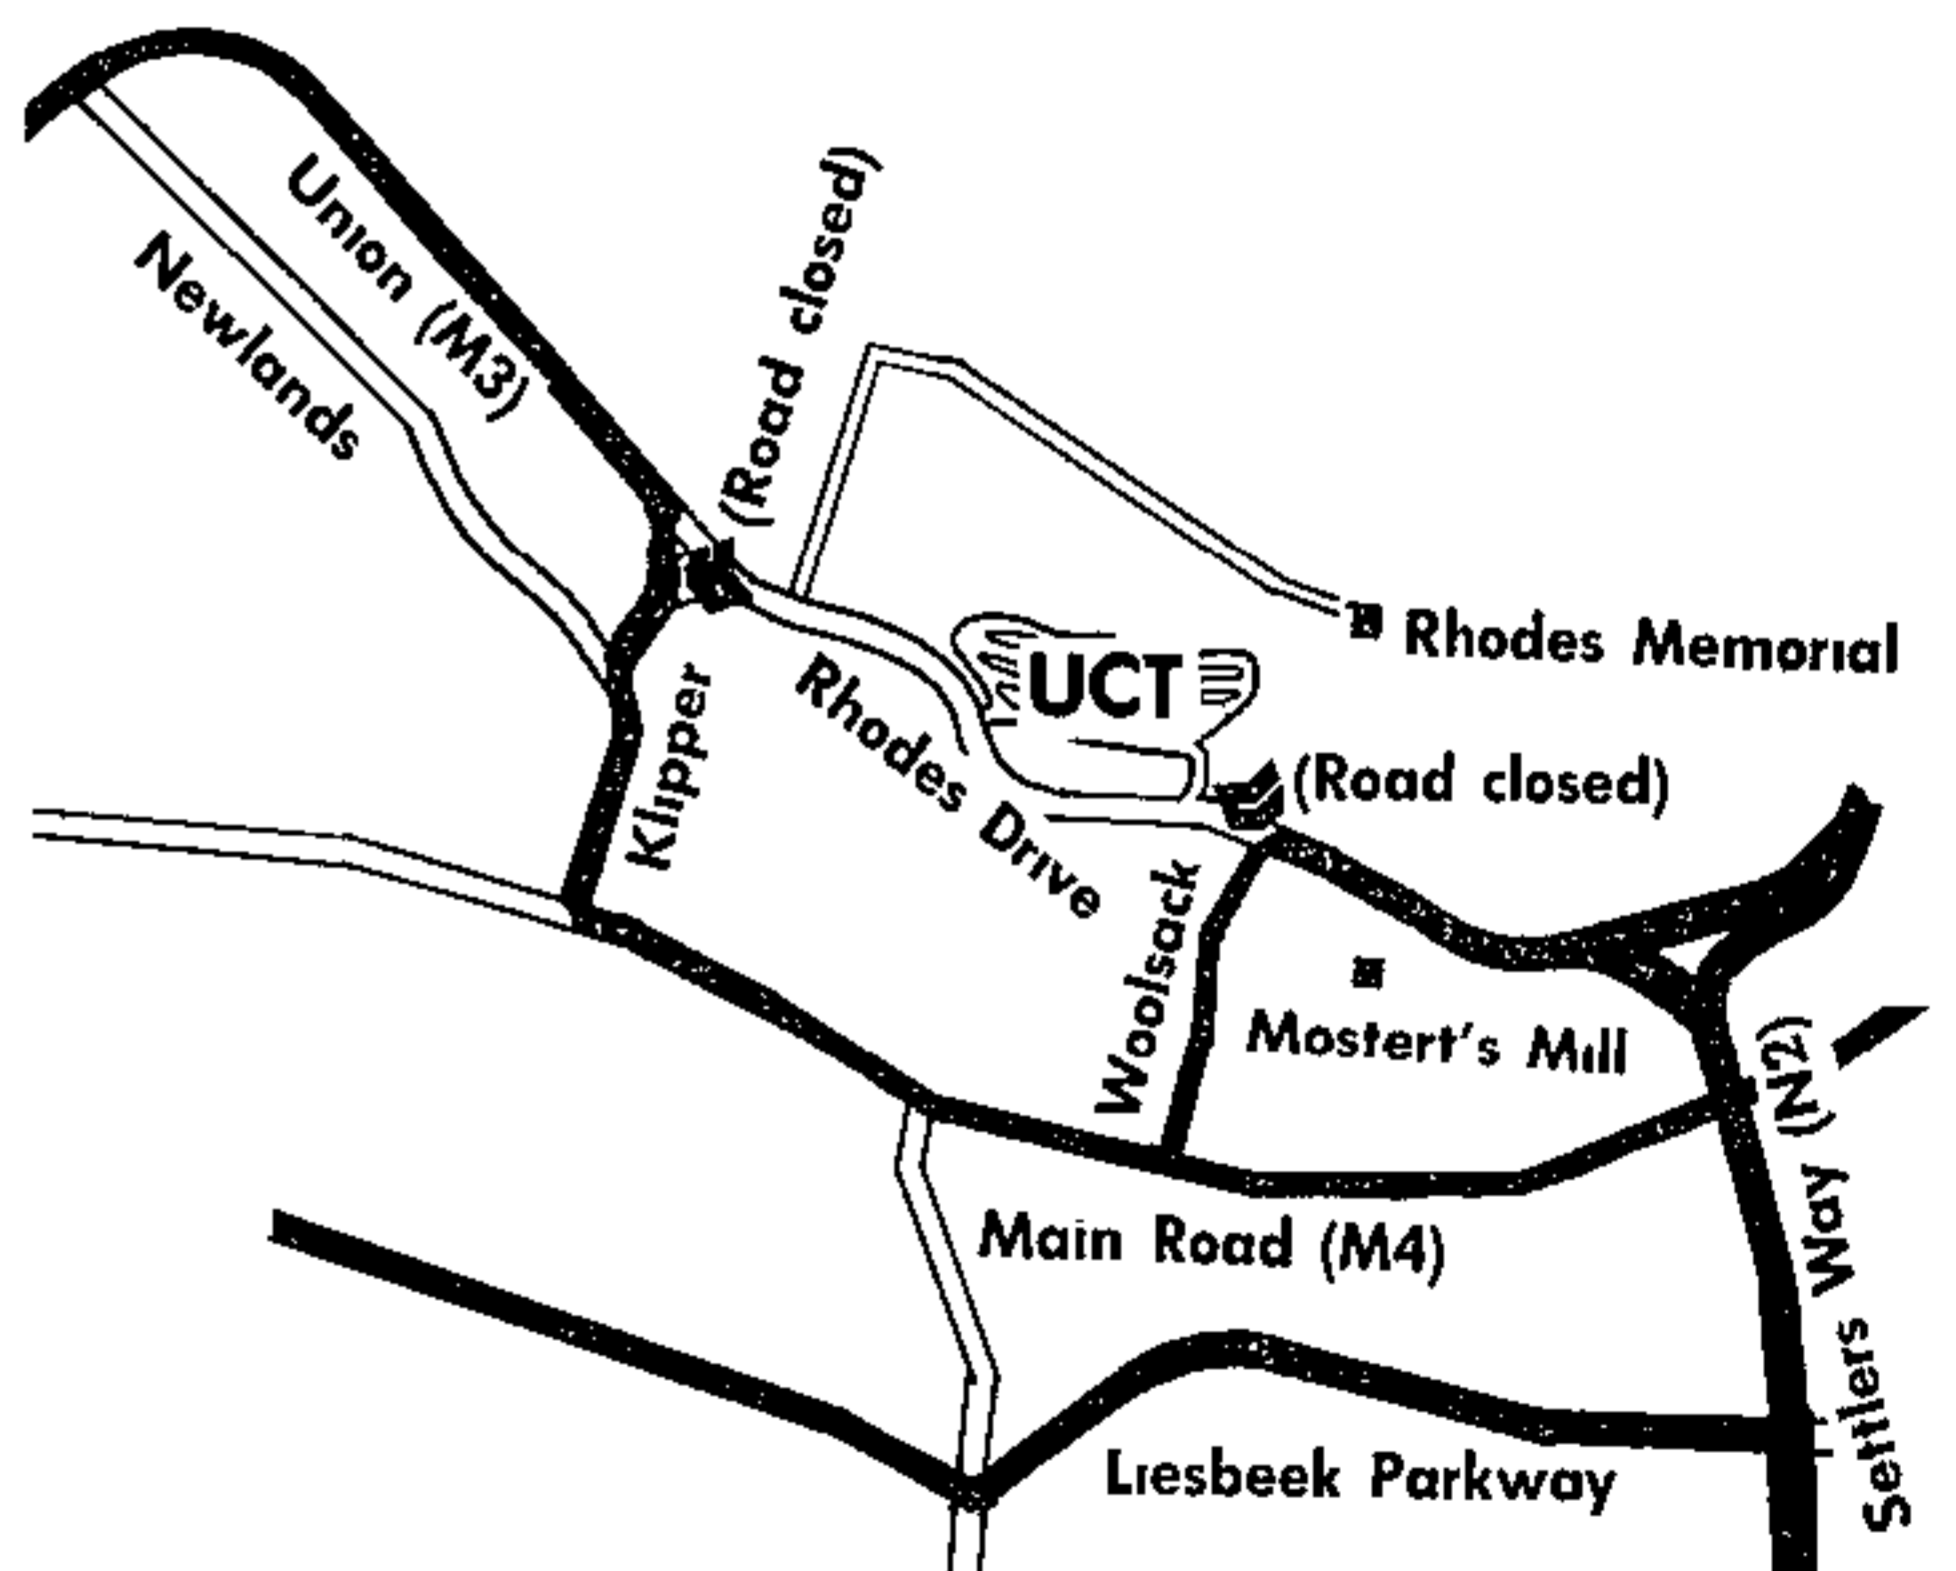 Union (M3)
Newlands
(Road closed)
Rhodes Memorial
UCT
Rhodes Drive
(Road closed)
Klipper
Woolsack
Mostert's Mill
Settlers Way (N2)
Main Road (M4)
Liesbeek Parkway